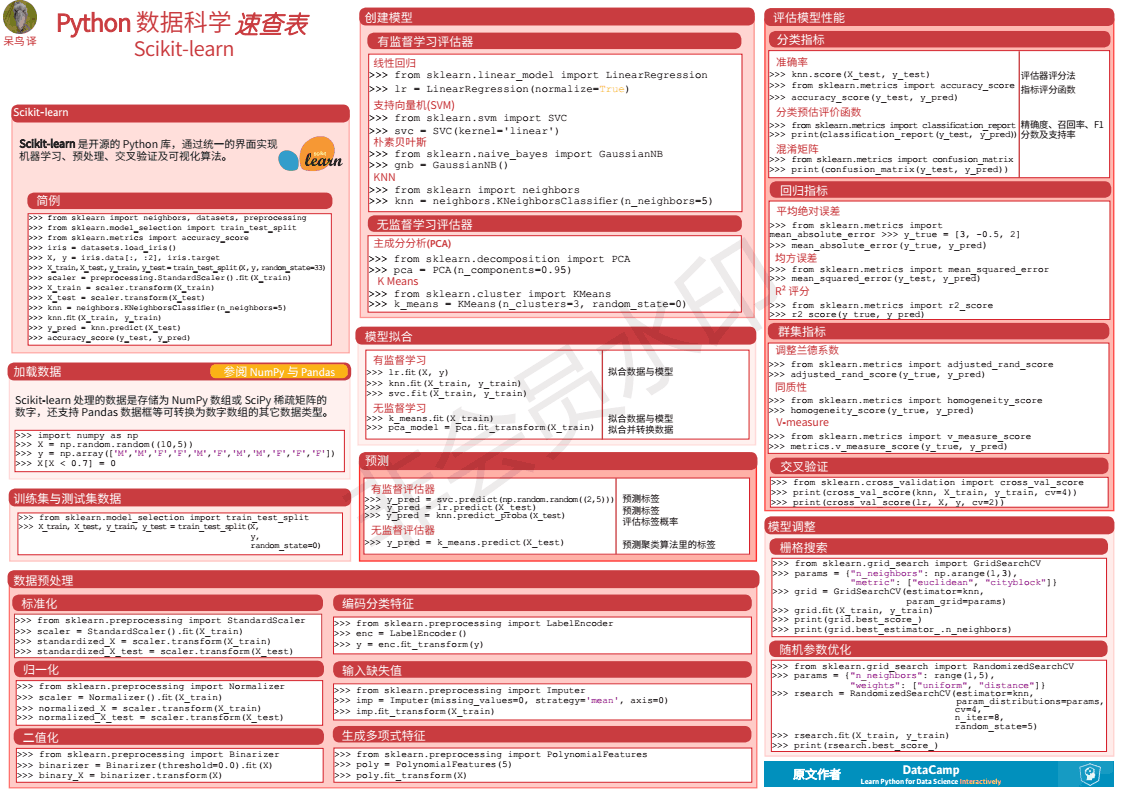 呆鸟 译
Python 数据科学 速查表
Scikit-learn
Scikit-learn
Scikit-learn 是开源的 Python 库，通过统一的界面实现
机器学习、预处理、交叉验证及可视化算法。
learn
简例
>>> from sklearn import neighbors, datasets, preprocessing
>>> from sklearn.model_selection import train_test_split
>>> from sklearn.metrics import accuracy_score
>>> iris = datasets.load_iris()
>>> X, y = iris.data[:, :2], iris.target
>>> X_train, X_test, y_train, y_test = train_test_split(X, y, random_state=33)
>>> scaler = preprocessing.StandardScaler().fit(X_train)
>>> X_train = scaler.transform(X_train)
>>> X_test = scaler.transform(X_test)
>>> knn = neighbors.KNeighborsClassifier(n_neighbors=5)
>>> knn.fit(X_train, y_train)
>>> y_pred = knn.predict(X_test)
>>> accuracy_score(y_test, y_pred)
加载数据
参阅 NumPy 与 Pandas
Scikit-learn 处理的数据是存储为 NumPy 数组或 SciPy 稀疏矩阵的
数字，还支持 Pandas 数据框等可转换为数字数组的其它数据类型。
>>> import numpy as np
>>> X = np.random.random((10,5))
>>> y = np.array(['M','M','F','F','M','F','M','M','F','F','F'])
>>> X[X < 0.7] = 0
训练集与测试集数据
>>> from sklearn.model_selection import train_test_split
>>> X_train, X_test, y_train, y_test = train_test_split(X,
y,
random_state=0)
创建模型
有监督学习评估器
线性回归
>>> from sklearn.linear_model import LinearRegression
>>> lr = LinearRegression(normalize=True)
支持向量机(SVM)
>>> from sklearn.svm import SVC
>>> svc = SVC(kernel='linear')
朴素贝叶斯
>>> from sklearn.naive_bayes import GaussianNB
>>> gnb = GaussianNB()
KNN
>>> from sklearn import neighbors
>>> knn = neighbors.KNeighborsClassifier(n_neighbors=5)
无监督学习评估器
主成分分析(PCA)
>>> from sklearn.decomposition import PCA
>>> pca = PCA(n_components=0.95)
K Means
>>> from sklearn.cluster import KMeans
>>> k_means = KMeans(n_clusters=3, random_state=0)
模型拟合
有监督学习
>>> lr.fit(X, y) 拟合数据与模型
>>> knn.fit(X_train, y_train)
>>> svc.fit(X_train, y_train)
无监督学习
>>> k_means.fit(X_train) 拟合数据与模型
>>> pca_model = pca.fit_transform(X_train) 拟合并转换数据
预测
有监督评估器
>>> y_pred = svc.predict(np.random.random((2,5))) 预测标签
>>> y_pred = lr.predict(X_test) 预测标签
>>> y_pred = knn.predict_proba(X_test) 评估标签概率
无监督评估器
>>> y_pred = k_means.predict(X_test) 预测聚类算法里的标签
数据预处理
标准化
>>> from sklearn.preprocessing import StandardScaler
>>> scaler = StandardScaler().fit(X_train)
>>> standardized_X = scaler.transform(X_train)
>>> standardized_X_test = scaler.transform(X_test)
归一化
>>> from sklearn.preprocessing import Normalizer
>>> scaler = Normalizer().fit(X_train)
>>> normalized_X = scaler.transform(X_train)
>>> normalized_X_test = scaler.transform(X_test)
二值化
>>> from sklearn.preprocessing import Binarizer
>>> binarizer = Binarizer(threshold=0.0).fit(X)
>>> binary_X = binarizer.transform(X)
编码分类特征
>>> from sklearn.preprocessing import LabelEncoder
>>> enc = LabelEncoder()
>>> y = enc.fit_transform(y)
输入缺失值
>>> from sklearn.preprocessing import Imputer
>>> imp = Imputer(missing_values=0, strategy='mean', axis=0)
>>> imp.fit_transform(X_train)
生成多项式特征
>>> from sklearn.preprocessing import PolynomialFeatures
>>> poly = PolynomialFeatures(5)
>>> poly.fit_transform(X)
评估模型性能
分类指标
准确率
>>> knn.score(X_test, y_test) 评估器评分法
>>> from sklearn.metrics import accuracy_score 指标评分函数
>>> accuracy_score(y_test, y_pred)
分类预估评价函数
>>> from sklearn.metrics import classification_report 精确度、召回率、F1
>>> print(classification_report(y_test, y_pred)) 分数及支持率
混淆矩阵
>>> from sklearn.metrics import confusion_matrix
>>> print(confusion_matrix(y_test, y_pred))
回归指标
平均绝对误差
>>> from sklearn.metrics import
mean_absolute_error >>> y_true = [3, -0.5, 2]
>>> mean_absolute_error(y_true, y_pred)
均方误差
>>> from sklearn.metrics import mean_squared_error
>>> mean_squared_error(y_test, y_pred)
R² 评分
>>> from sklearn.metrics import r2_score
>>> r2_score(y_true, y_pred)
群集指标
调整兰德系数
>>> from sklearn.metrics import adjusted_rand_score
>>> adjusted_rand_score(y_true, y_pred)
同质性
>>> from sklearn.metrics import homogeneity_score
>>> homogeneity_score(y_true, y_pred)
V-measure
>>> from sklearn.metrics import v_measure_score
>>> metrics.v_measure_score(y_true, y_pred)
交叉验证
>>> from sklearn.cross_validation import cross_val_score
>>> print(cross_val_score(knn, X_train, y_train, cv=4))
>>> print(cross_val_score(lr, X, y, cv=2))
模型调整
栅格搜索
>>> from sklearn.grid_search import GridSearchCV
>>> params = {"n_neighbors": np.arange(1,3),
"metric": ["euclidean", "cityblock"]}
>>> grid = GridSearchCV(estimator=knn,
param_grid=params)
>>> grid.fit(X_train, y_train)
>>> print(grid.best_score_)
>>> print(grid.best_estimator_.n_neighbors)
随机参数优化
>>> from sklearn.grid_search import RandomizedSearchCV
>>> params = {"n_neighbors": range(1,5),
"weights": ["uniform", "distance"]}
>>> rsearch = RandomizedSearchCV(estimator=knn,
param_distributions=params,
cv=4,
n_iter=8,
random_state=5)
>>> rsearch.fit(X_train, y_train)
>>> print(rsearch.best_score_)
原文作者
DataCamp
Learn Python for Data Science Interactively
会员水印